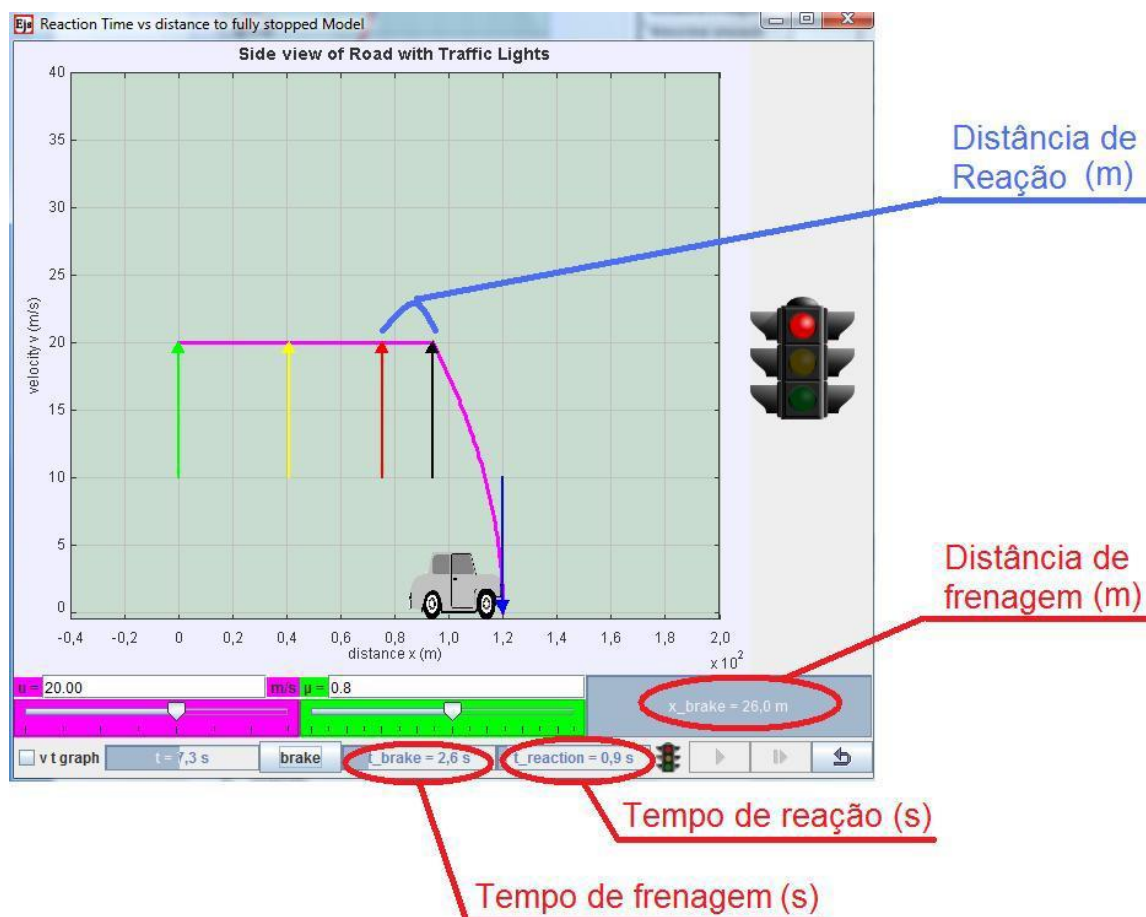 Reaction Time vs distance to fully stopped Model
Side view of Road with Traffic Lights
40
35
30
25
20
15
10
5
0
velocity v (m/s)
-0,4 -0,2 0 0,2 0,4 0,6 0,8 1,0 1,2 1,4 1,6 1,8 2,0
distance x (m)
x 10²
Distância de
Reação (m)
Distância de
frenagem (m)
u = 20.00 m/s μ = 0.8
x_brake = 26,0 m
v t graph t = 7,3 s brake t_brake = 2,6 s t_reaction = 0,9 s
Tempo de reação (s)
Tempo de frenagem (s)